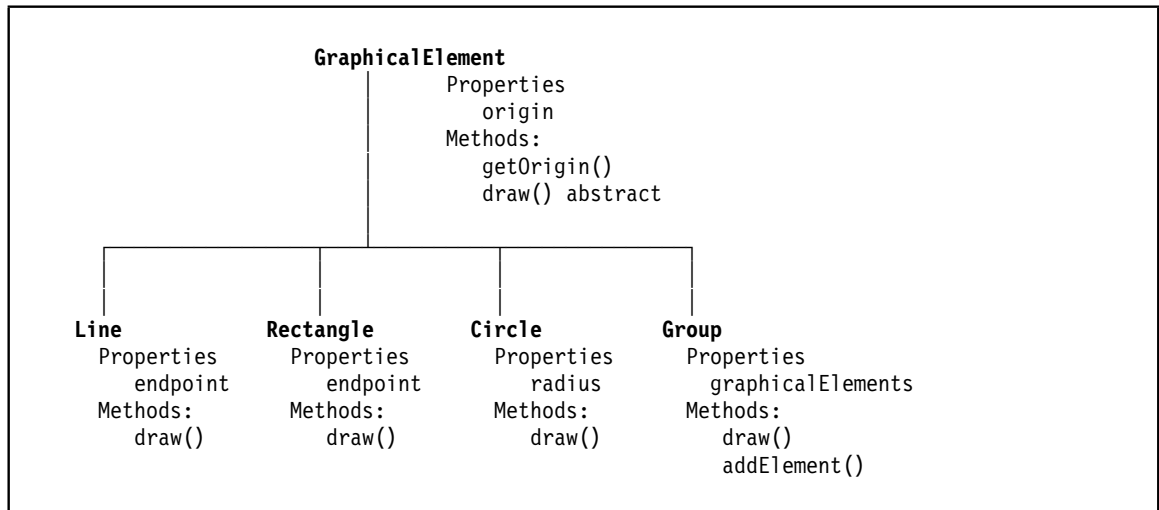 GraphicalElement
Properties
origin
Methods:
getOrigin()
draw() abstract
Line
Properties
endpoint
Methods:
draw()
Rectangle
Properties
endpoint
Methods:
draw()
Circle
Properties
radius
Methods:
draw()
Group
Properties
graphicalElements
Methods:
draw()
addElement()